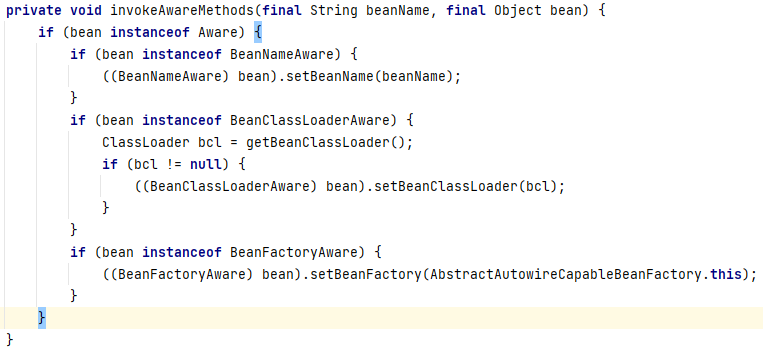 private void invokeAwareMethods(final String beanName, final Object bean) {
    if (bean instanceof Aware) {
        if (bean instanceof BeanNameAware) {
            ((BeanNameAware) bean).setBeanName(beanName);
        }
        if (bean instanceof BeanClassLoaderAware) {
            ClassLoader bcl = getBeanClassLoader();
            if (bcl != null) {
                ((BeanClassLoaderAware) bean).setBeanClassLoader(bcl);
            }
        }
        if (bean instanceof BeanFactoryAware) {
            ((BeanFactoryAware) bean).setBeanFactory(AbstractAutowireCapableBeanFactory.this);
        }
    }
}